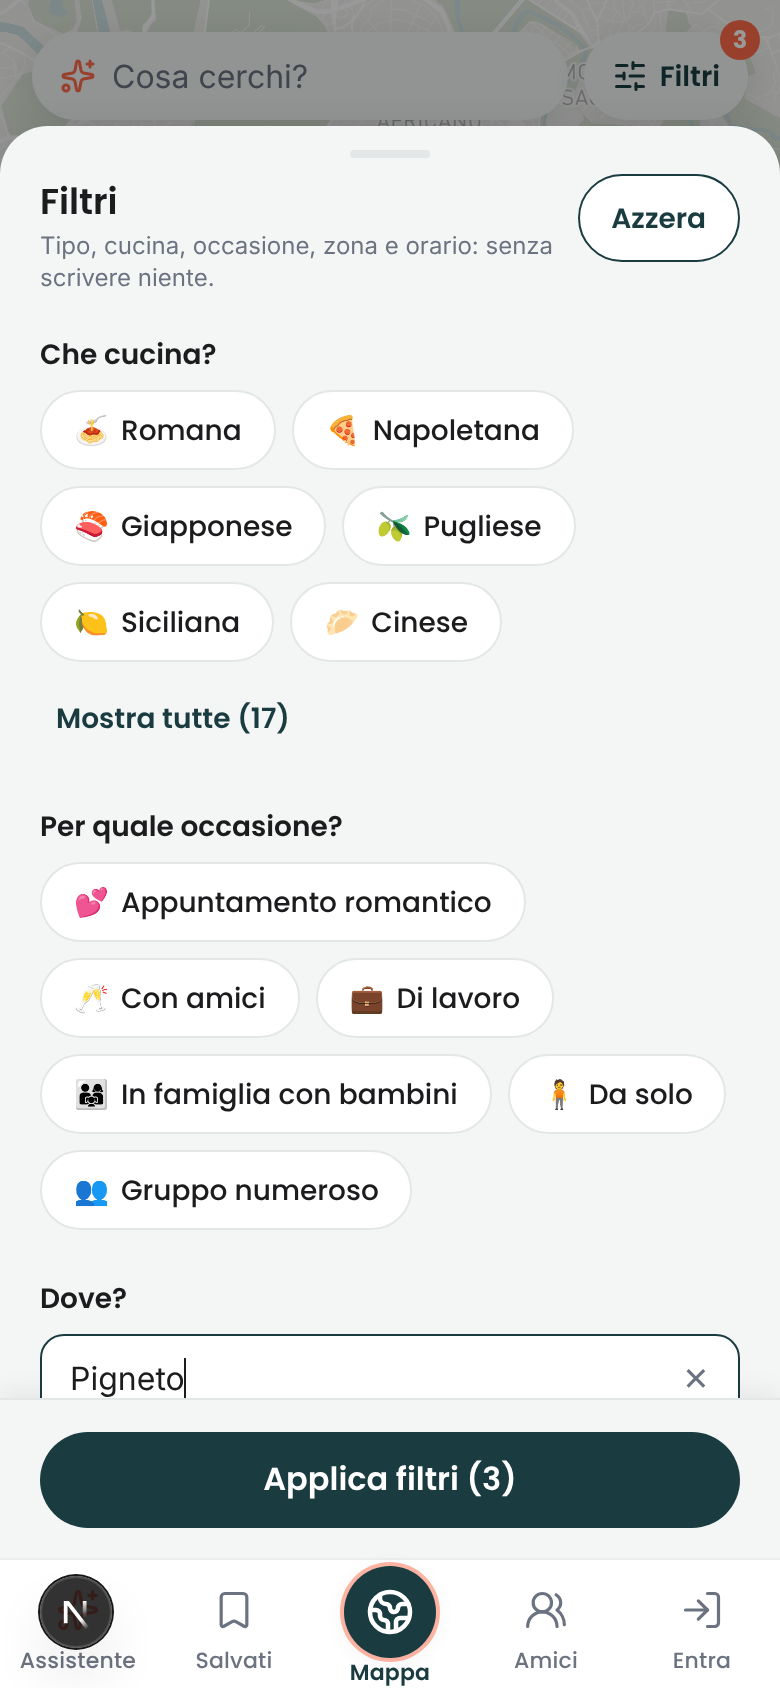 Cosa cerchi?
Filtri
3
AFRICANO
Filtri
Azzera
Tipo, cucina, occasione, zona e orario: senza
scrivere niente.
Che cucina?
Romana
Napoletana
Giapponese
Pugliese
Siciliana
Cinese
Mostra tutte (17)
Per quale occasione?
Appuntamento romantico
Con amici
Di lavoro
In famiglia con bambini
Da solo
Gruppo numeroso
Dove?
Pigneto
Applica filtri (3)
N
Assistente
Salvati
Mappa
Amici
Entra